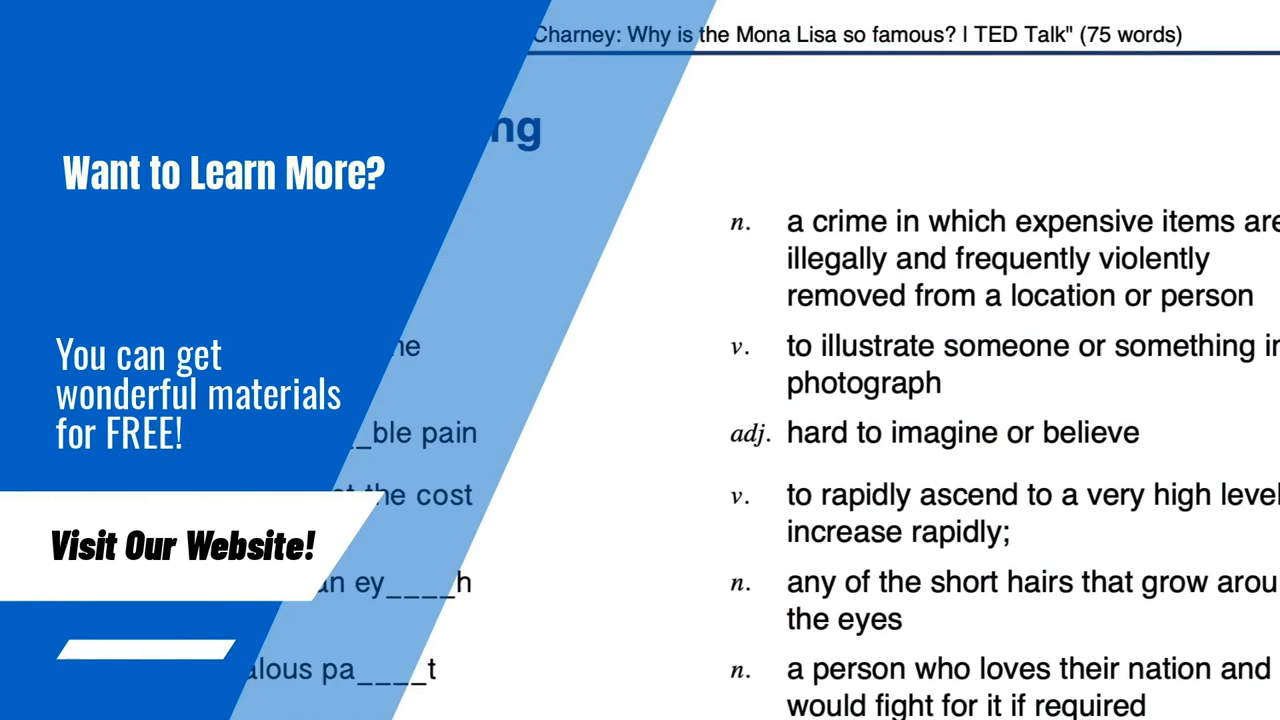 Charney: Why is the Mona Lisa so famous? | TED Talk" (75 words)
Want to Learn More?
You can get
wonderful materials
for FREE!
Visit Our Website!
n. a crime in which expensive items are
illegally and frequently violently
removed from a location or person
v. to illustrate someone or something in
photograph
__ble pain
adj. hard to imagine or believe
the cost
v. to rapidly ascend to a very high level
increase rapidly;
an ey____h
n. any of the short hairs that grow
the eyes
alous pa____t
n. a person who loves their nation and
would fight for it if required